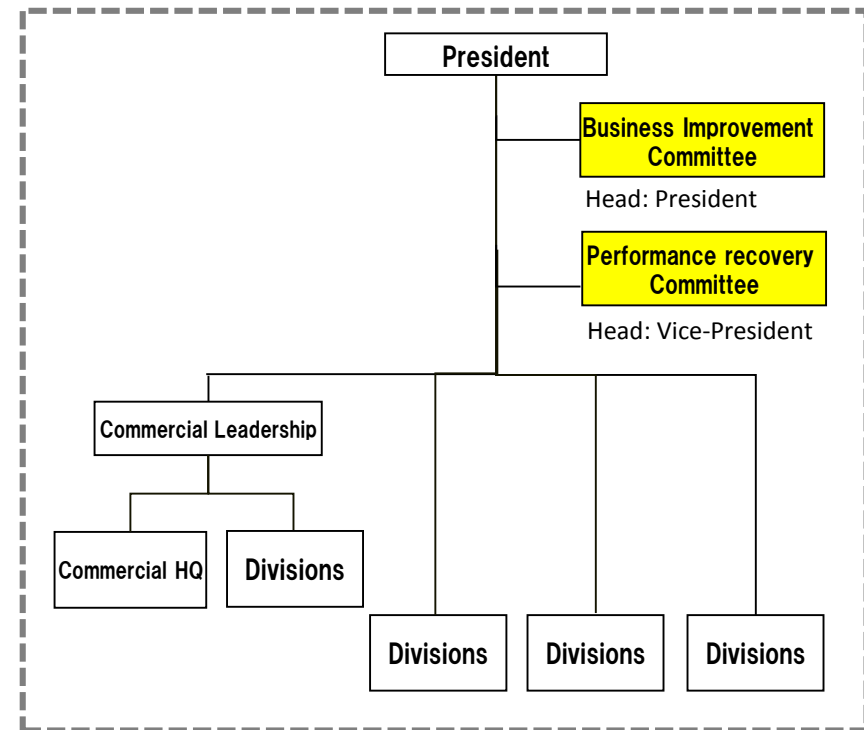 President
Business Improvement
Committee
Head: President
Performance recovery
Committee
Head: Vice-President
Commercial Leadership
Commercial HQ
Divisions
Divisions
Divisions
Divisions